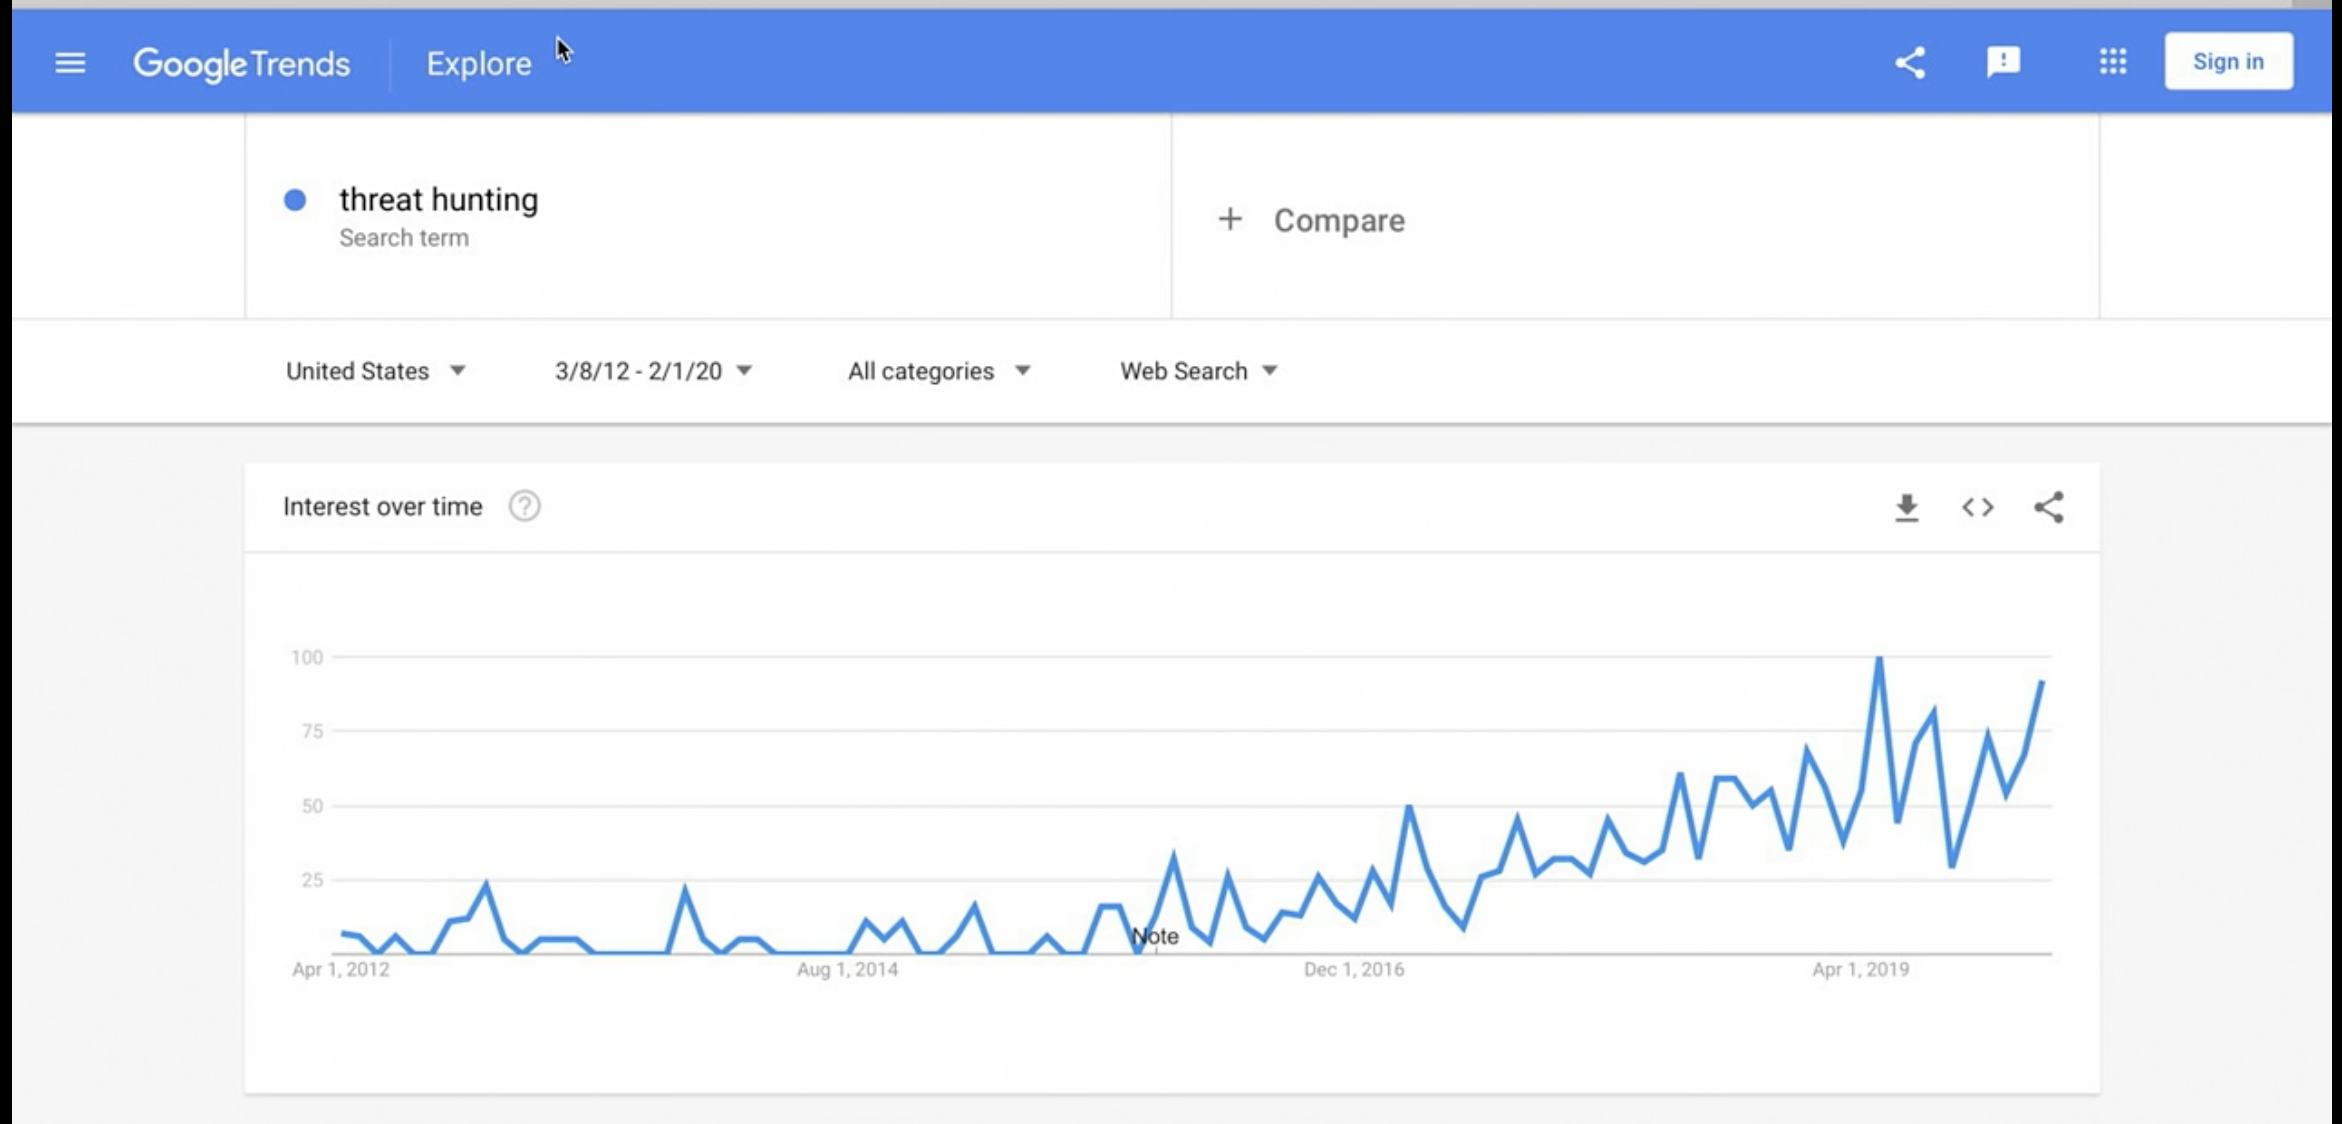 Google Trends Explore Sign in
threat hunting
Search term
+ Compare
United States 3/8/12 - 2/1/20 All categories Web Search
Interest over time ?
100
75
50
25
Note
Apr 1, 2012 Aug 1, 2014 Dec 1, 2016 Apr 1, 2019